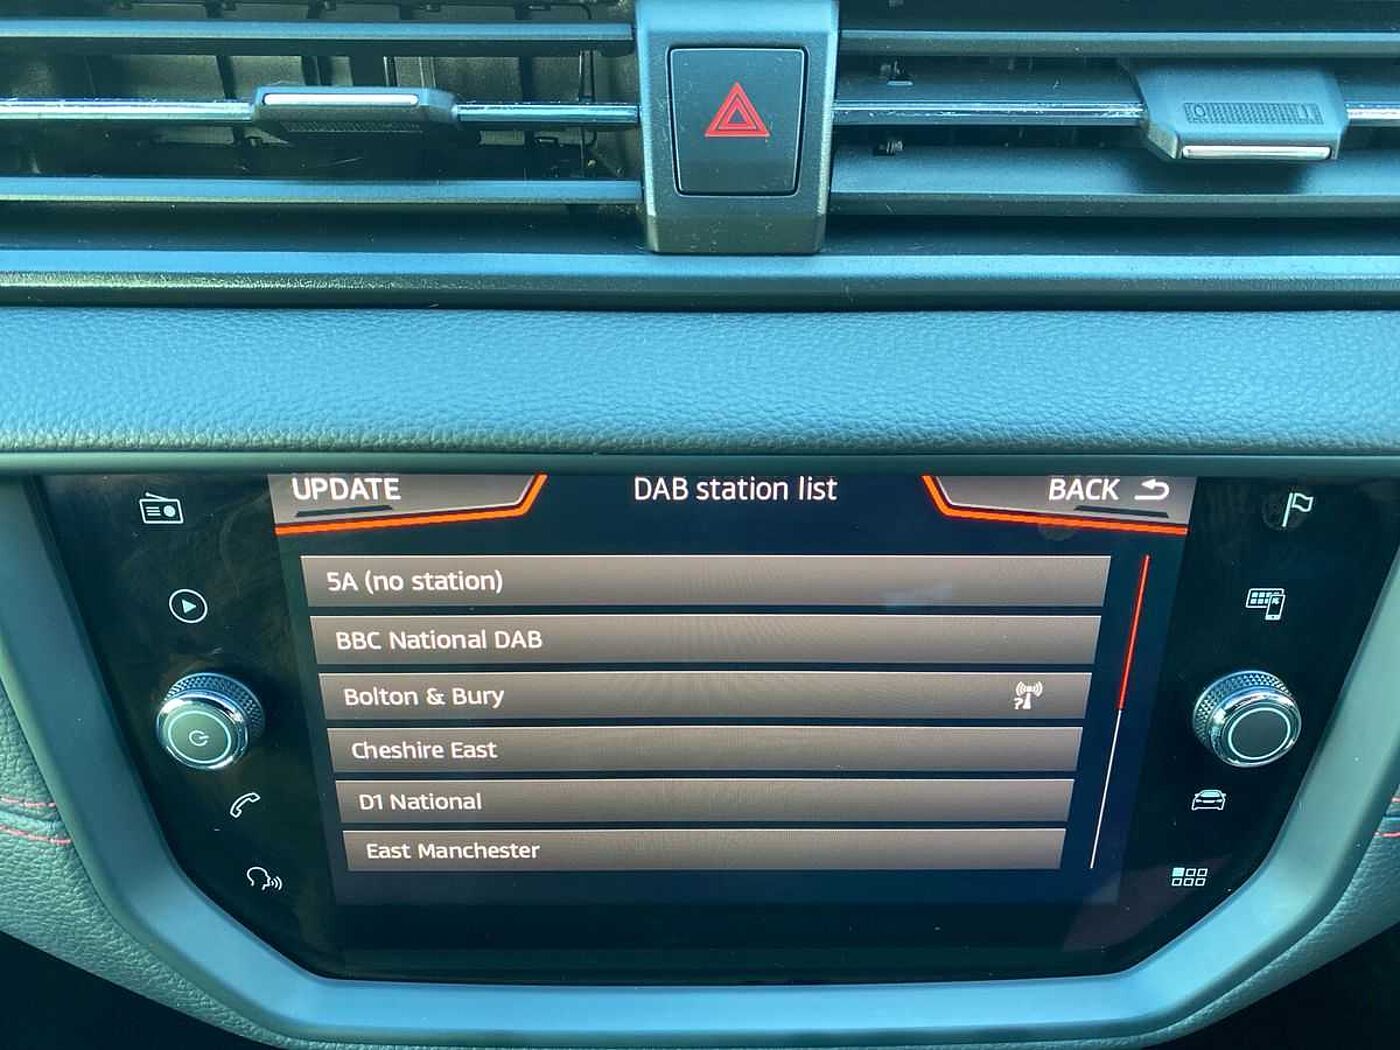 UPDATE DAB station list BACK
5A (no station)
BBC National DAB
Bolton & Bury
Cheshire East
D1 National
East Manchester